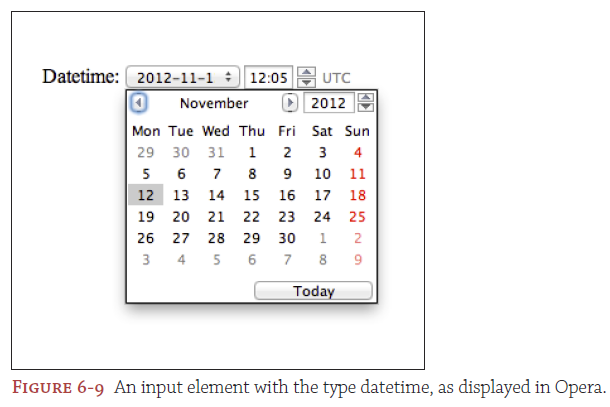 Datetime: 2012-11-1 12:05 UTC
November 2012
Mon Tue Wed Thu Fri Sat Sun
29 30 31 1 2 3 4
5 6 7 8 9 10 11
12 13 14 15 16 17 18
19 20 21 22 23 24 25
26 27 28 29 30 1 2
3 4 5 6 7 8 9
Today
FIGURE 6-9 An input element with the type datetime, as displayed in Opera.